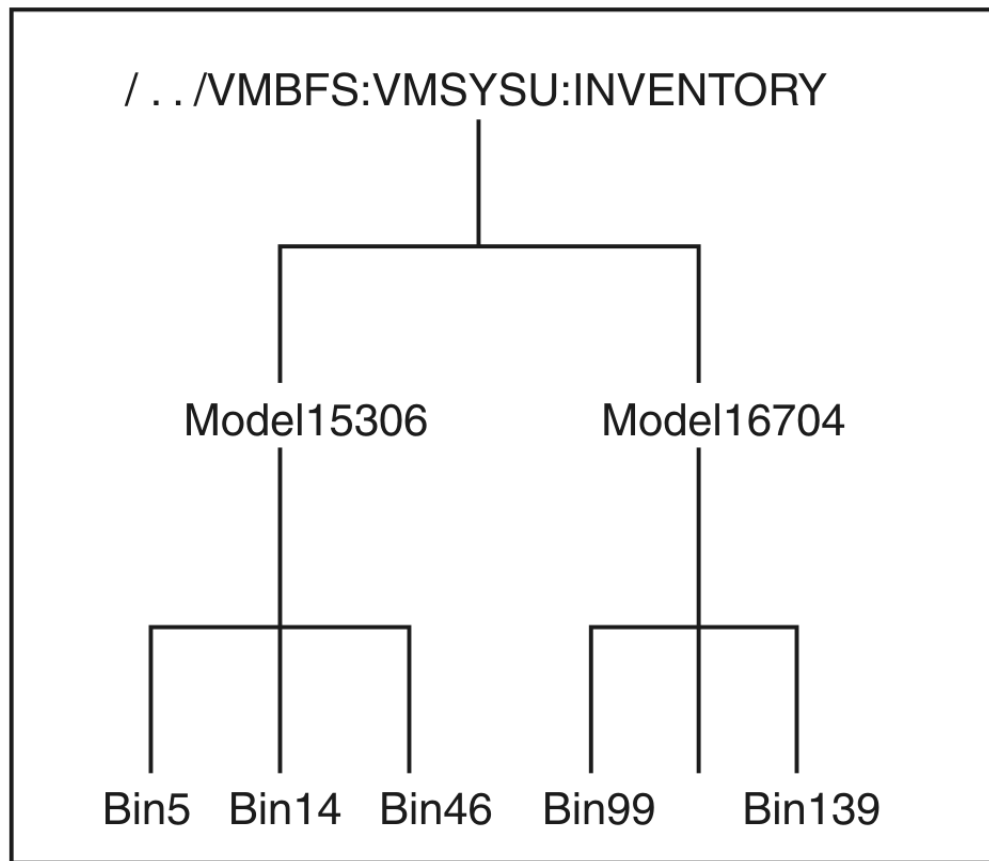 / . . /VMBFS:VMSYSU:INVENTORY
Model15306 Model16704
Bin5 Bin14 Bin46 Bin99 Bin139